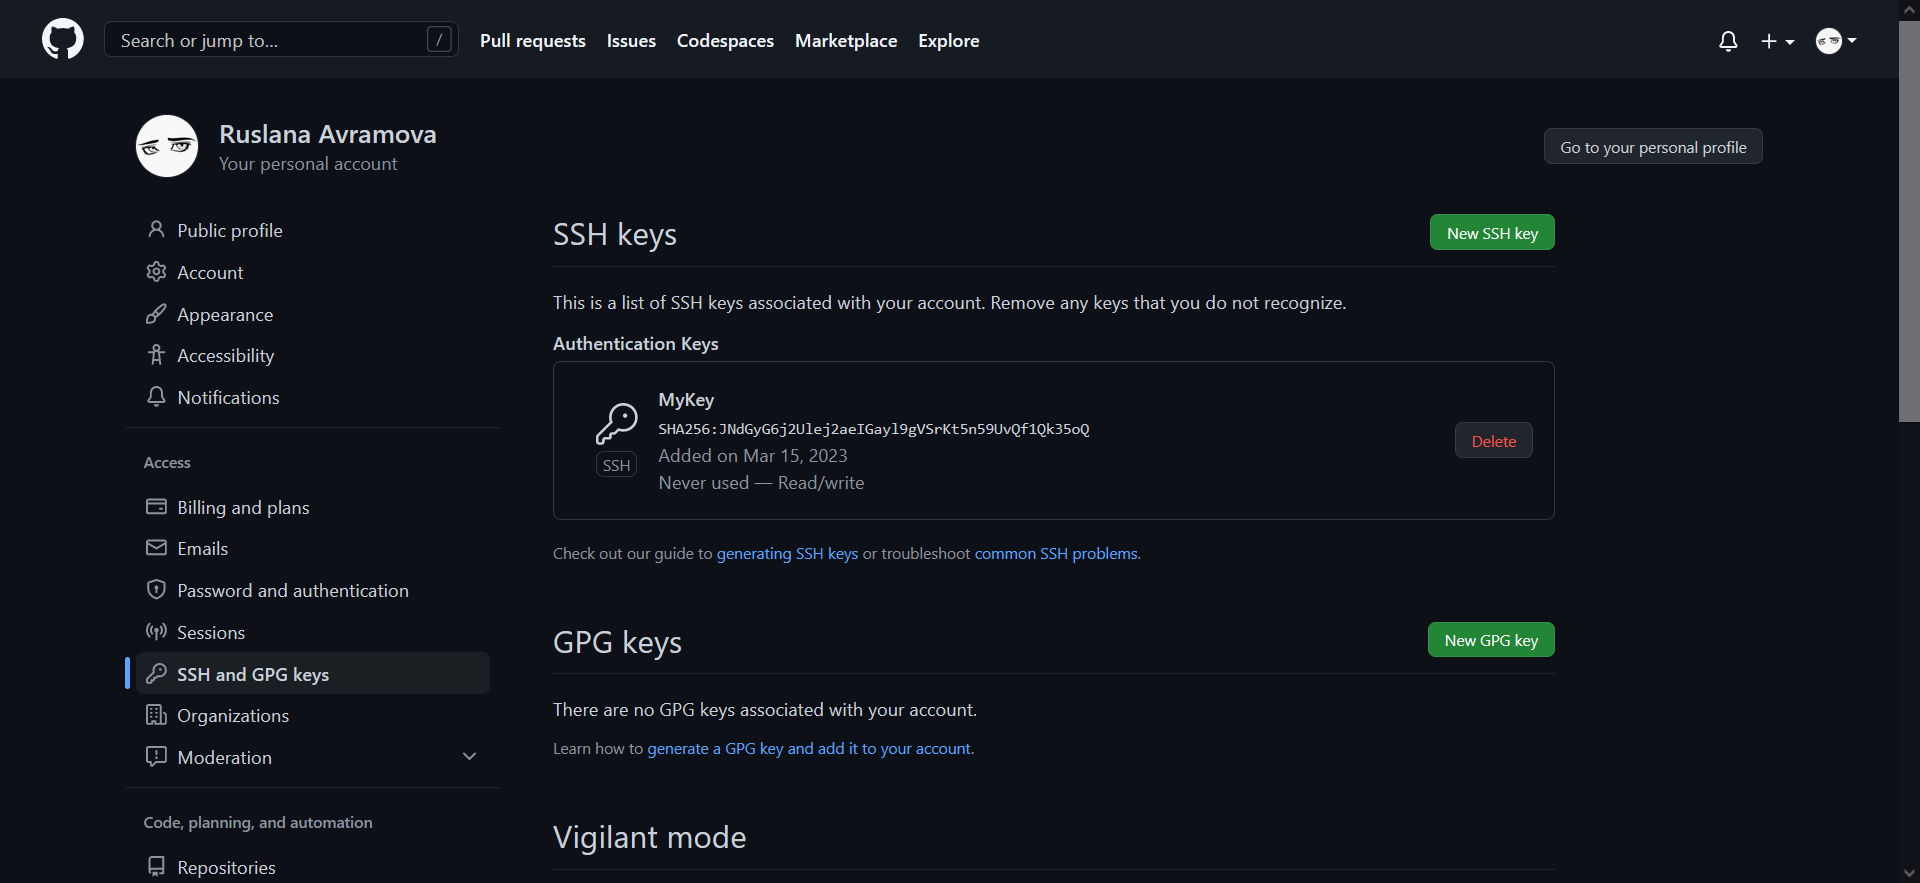 Search or jump to... /
Pull requests Issues Codespaces Marketplace Explore
Ruslana Avramova
Your personal account
Go to your personal profile
Public profile
Account
Appearance
Accessibility
Notifications
Access
Billing and plans
Emails
Password and authentication
Sessions
SSH and GPG keys
Organizations
Moderation
Code, planning, and automation
Repositories
SSH keys
New SSH key
This is a list of SSH keys associated with your account. Remove any keys that you do not recognize.
Authentication Keys
SSH
MyKey
SHA256:JNdGyG6j2Ulej2aeIGayl9gVSrKt5n59UvQf1Qk35oQ
Added on Mar 15, 2023
Never used — Read/write
Delete
Check out our guide to generating SSH keys or troubleshoot common SSH problems.
GPG keys
New GPG key
There are no GPG keys associated with your account.
Learn how to generate a GPG key and add it to your account.
Vigilant mode